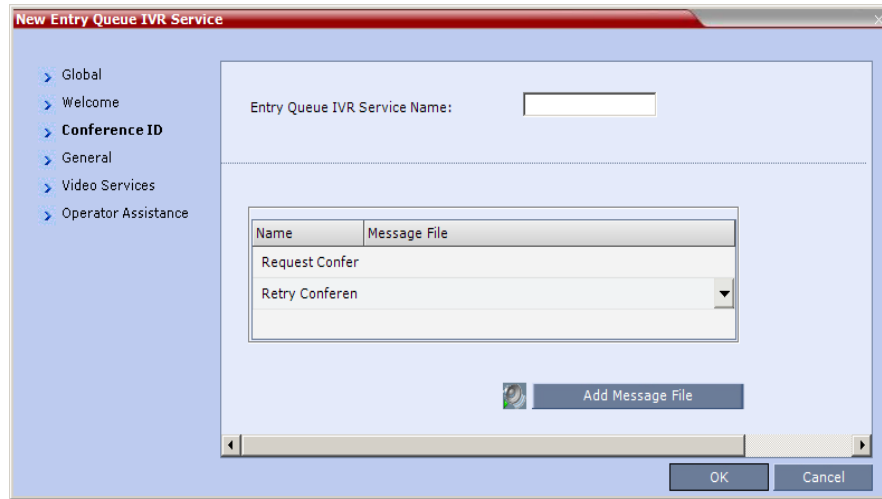 New Entry Queue IVR Service
Global
Welcome
Conference ID
General
Video Services
Operator Assistance
Entry Queue IVR Service Name:
Name Message File
Request Confer
Retry Conferen
Add Message File
OK Cancel